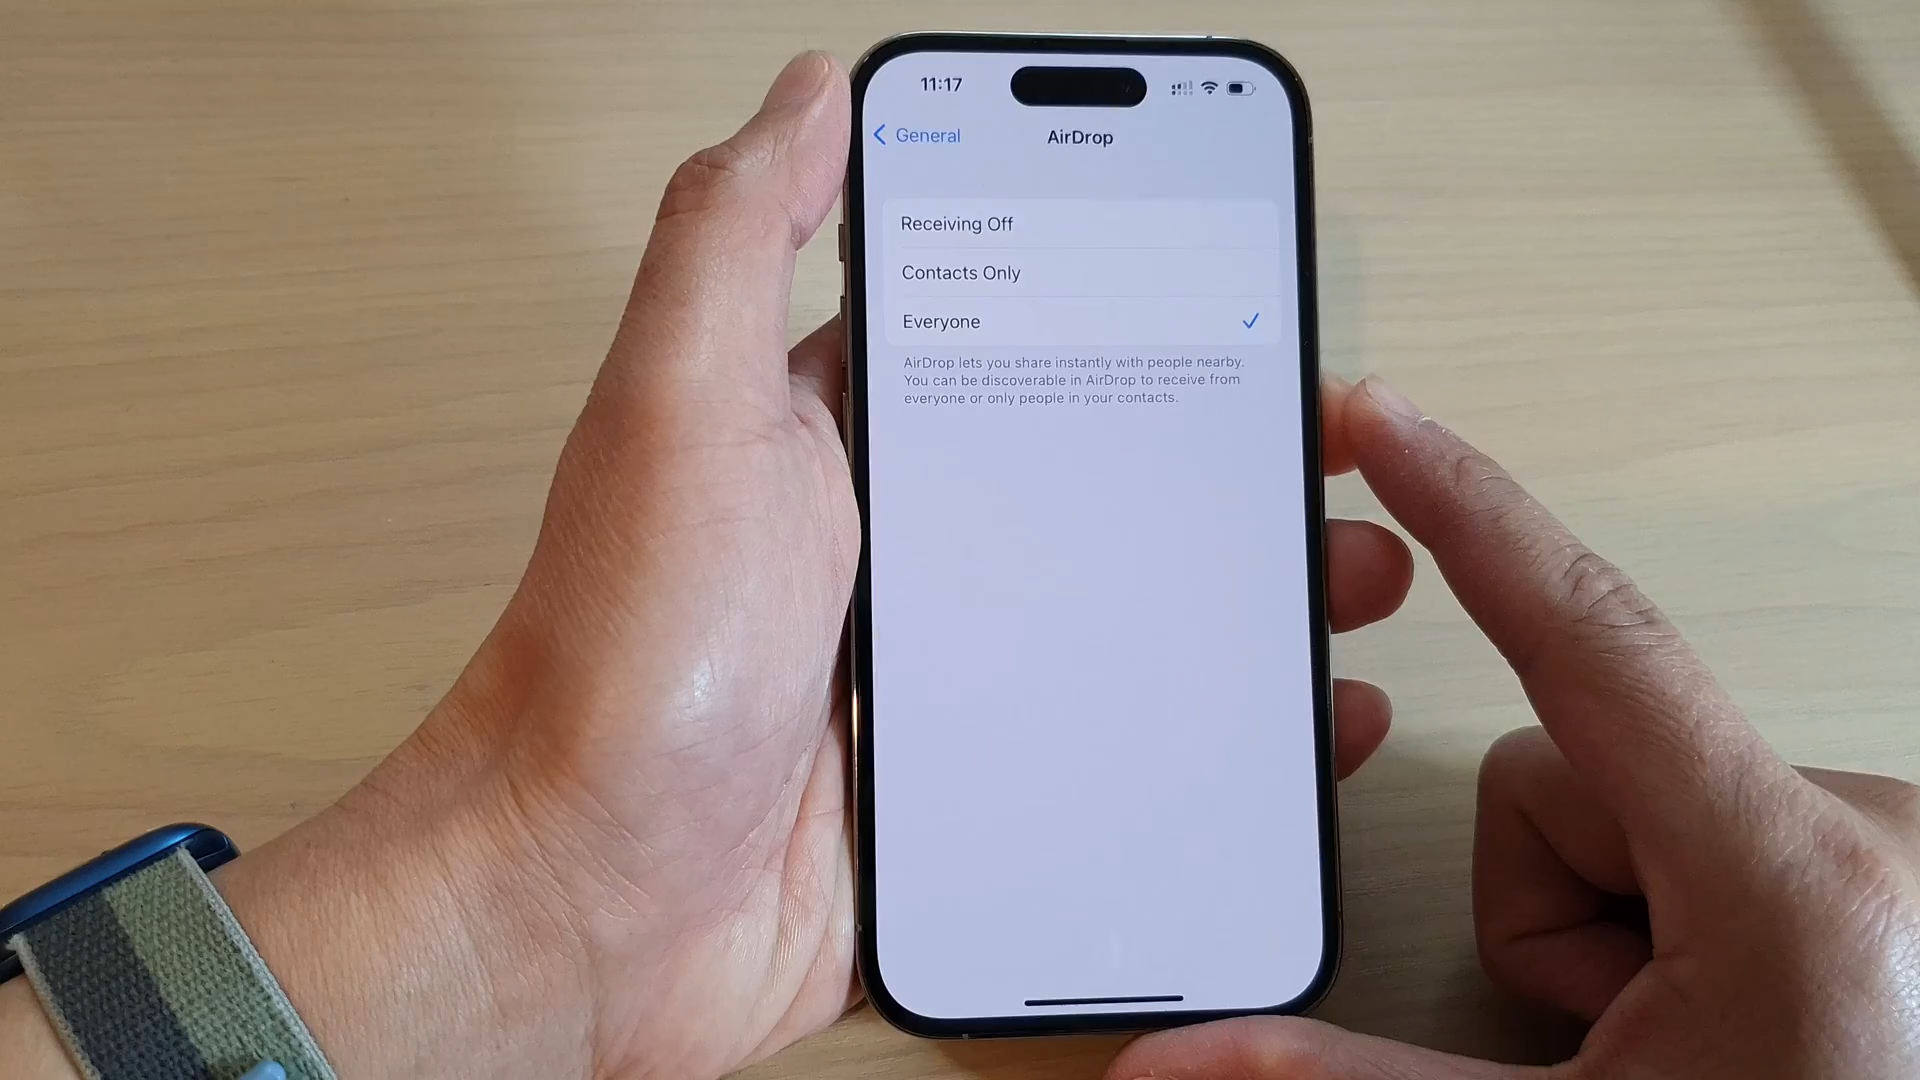 11:17
General
AirDrop
Receiving Off
Contacts Only
Everyone
AirDrop lets you share instantly with people nearby.
You can be discoverable in AirDrop to receive from
everyone or only people in your contacts.